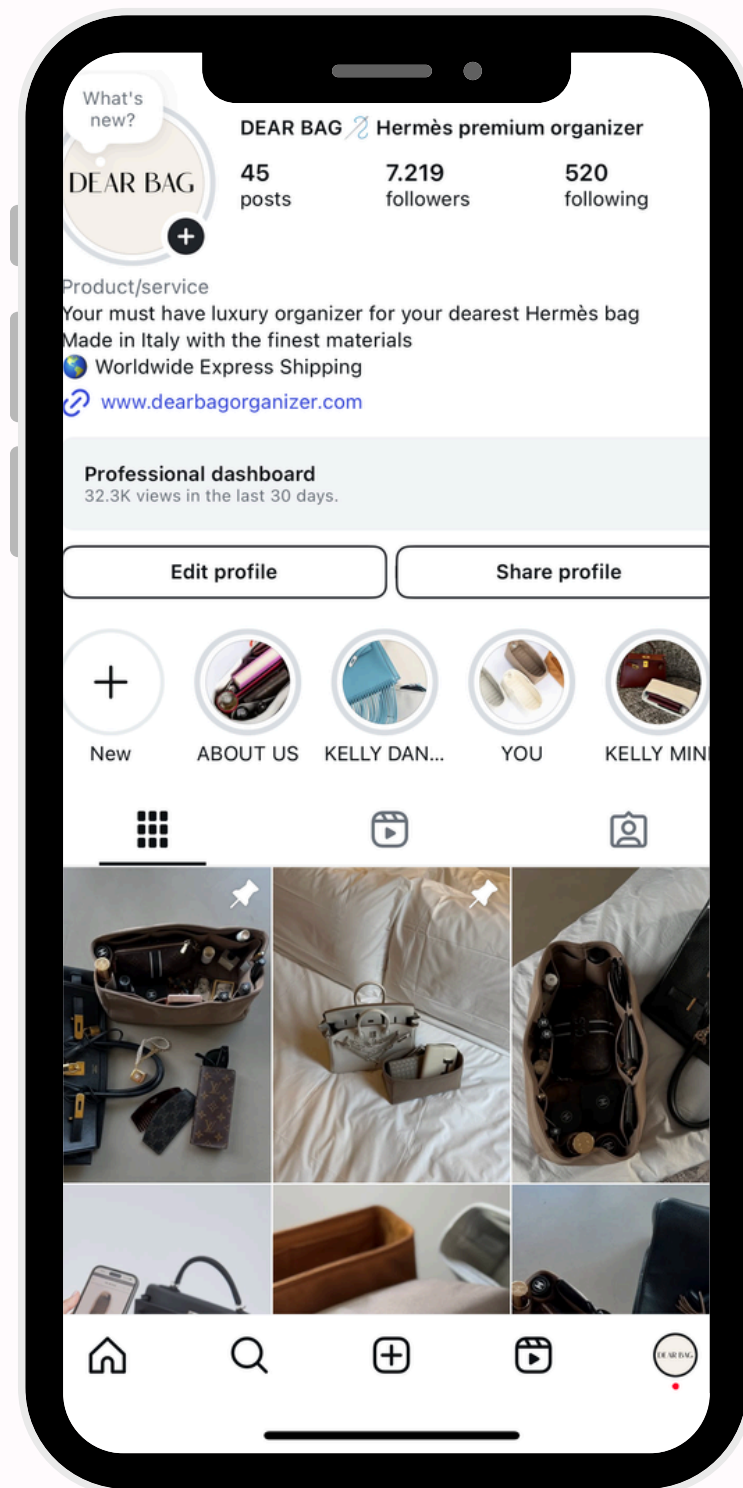 What's
new?
DEAR BAG
DEAR BAG🪡 Hermès premium organizer
45
7.219
520
posts
followers
following
Product/service
Your must have luxury organizer for your dearest Hermès bag
Made in Italy with the finest materials
🌎 Worldwide Express Shipping
www.dearbagorganizer.com
Professional dashboard
32.3K views in the last 30 days.
Edit profile
Share profile
New
ABOUT US
KELLY DAN...
YOU
KELLY MINI
DEAR BAG